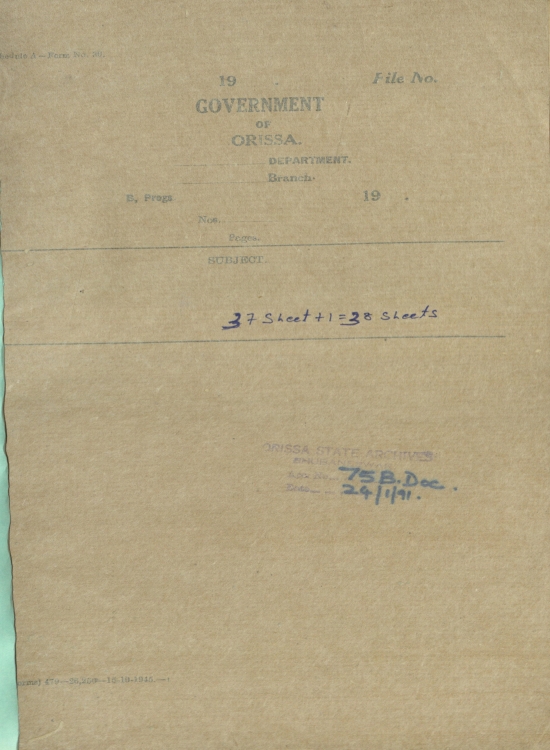 19 . File No.
GOVERNMENT
OF
ORISSA.
DEPARTMENT.
Branch
B, Progs 19 .
Nos.
Pages.
SUBJECT
37 Sheet + 1 = 38 Sheets
ORISSA STATE ARCHIVES
75 B. Doc.
24/1/91.